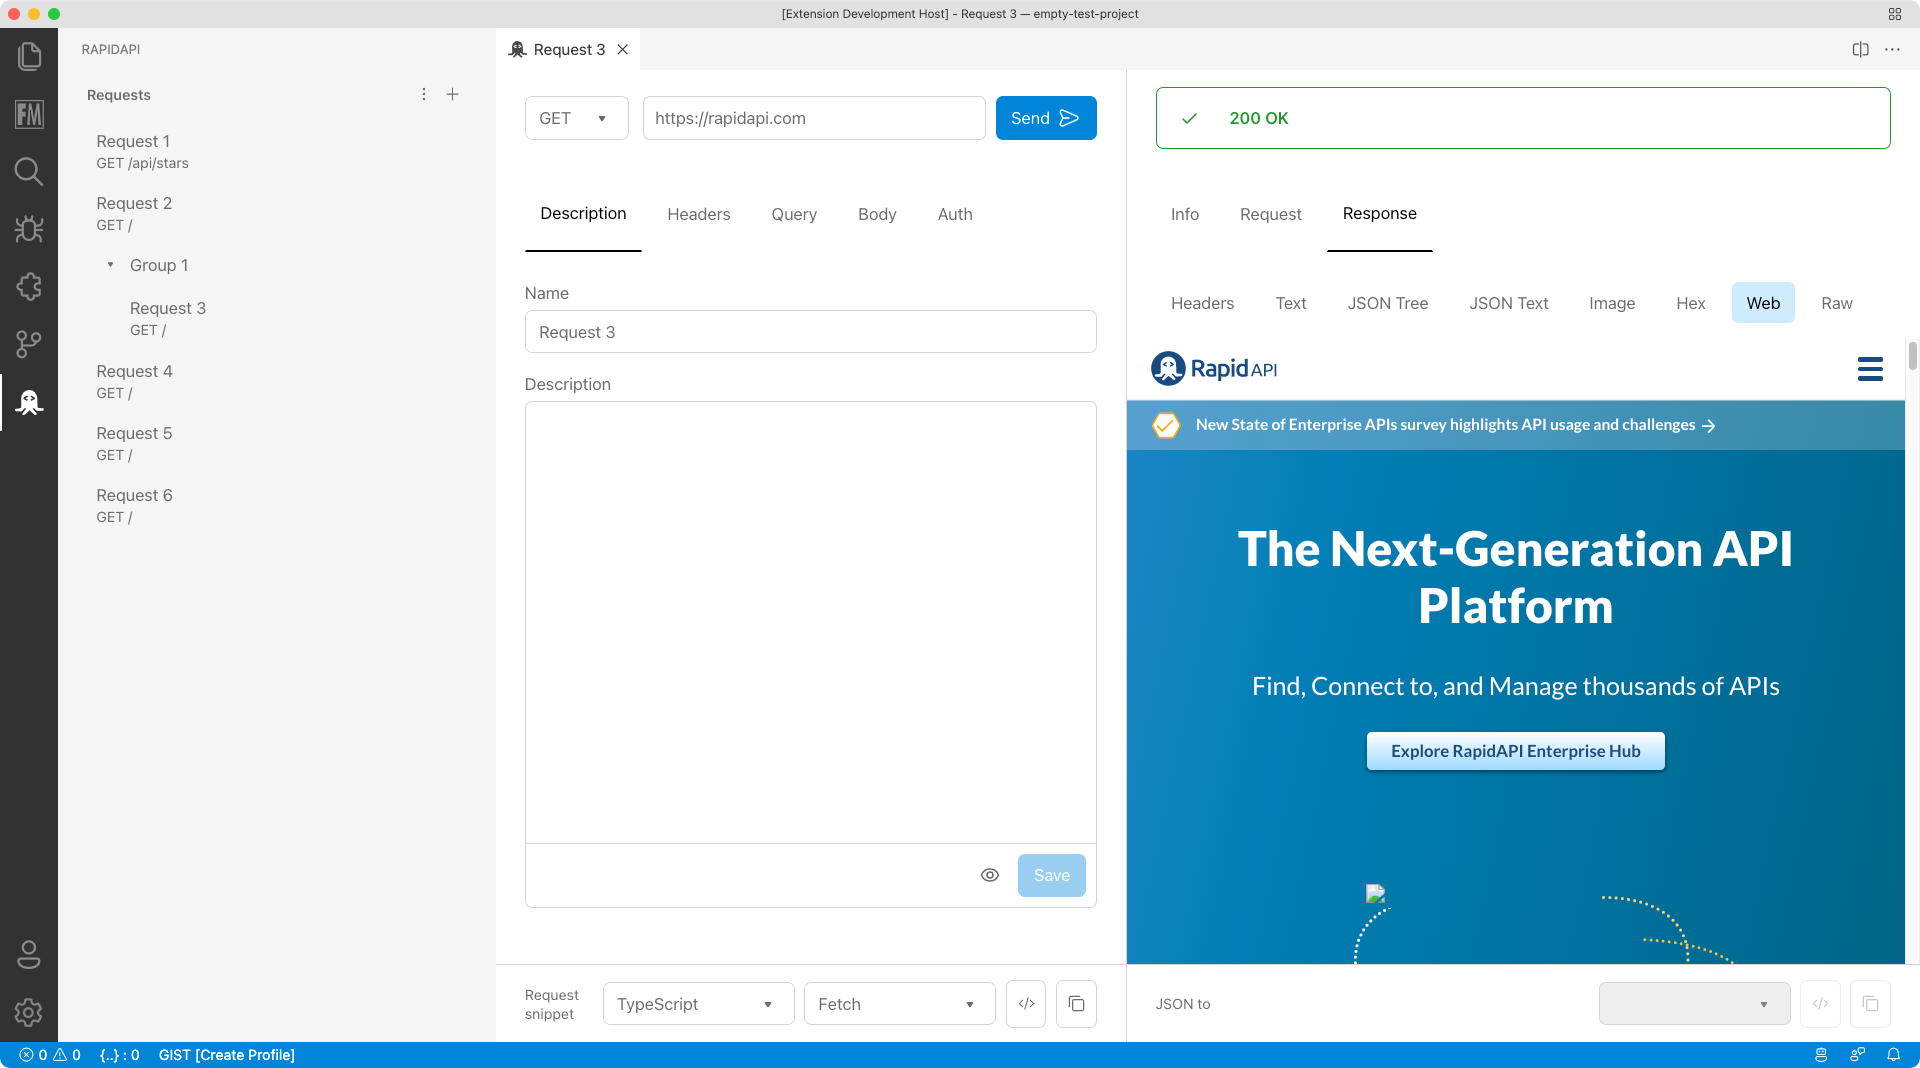 [Extension Development Host] - Request 3 — empty-test-project
RAPIDAPI
Requests
Request 1
GET /api/stars
Request 2
GET /
Group 1
Request 3
GET /
Request 4
GET /
Request 5
GET /
Request 6
GET /
FM
Request 3
GET
https://rapidapi.com
Send
Description Headers Query Body Auth
Name
Request 3
Description
Save
Request
snippet
TypeScript
Fetch
</>
200 OK
Info Request Response
Headers Text JSON Tree JSON Text Image Hex Web Raw
Rapid API
New State of Enterprise APIs survey highlights API usage and challenges →
The Next-Generation API
Platform
Find, Connect to, and Manage thousands of APIs
Explore RapidAPI Enterprise Hub
JSON to
</>
0 0 {..} : 0 GIST [Create Profile]